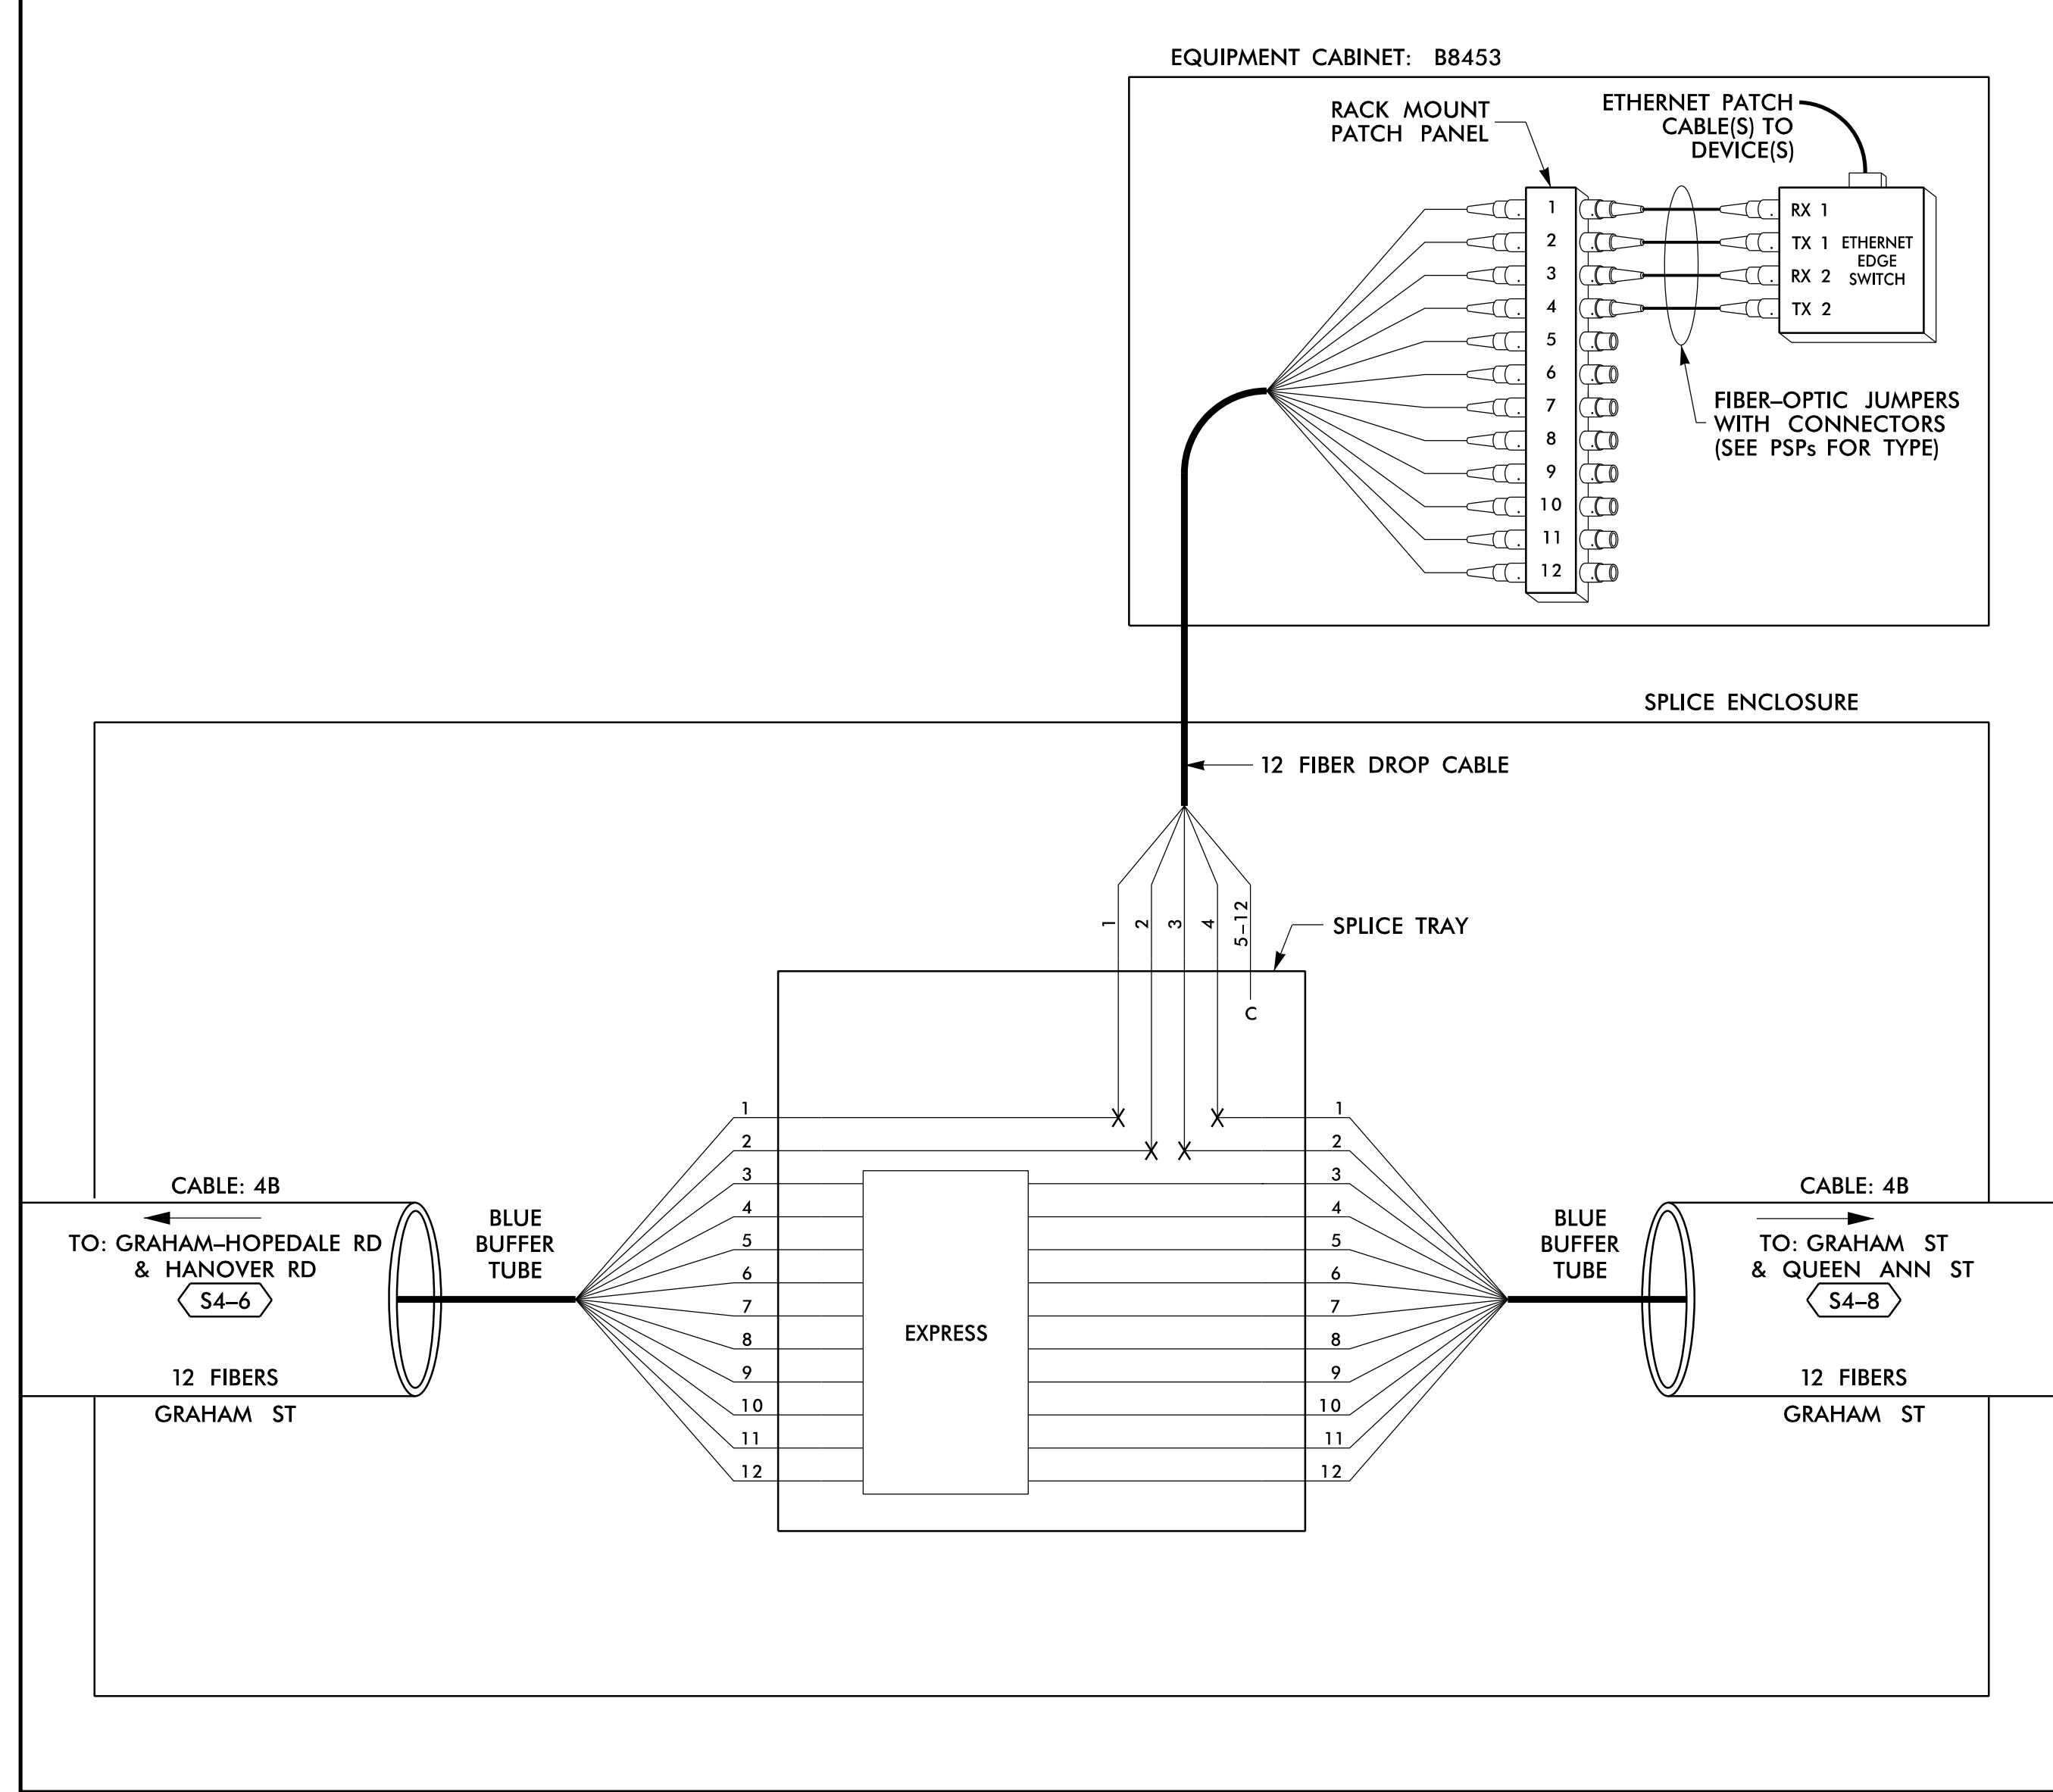 EQUIPMENT CABINET: B8453
RACK MOUNT
PATCH PANEL
ETHERNET PATCH
CABLE(S) TO
DEVICE(S)
1
2
3
4
5
6
7
8
9
10
11
12
RX 1
TX 1
RX 2
TX 2
ETHERNET
EDGE
SWITCH
FIBER–OPTIC JUMPERS
WITH CONNECTORS
(SEE PSPs FOR TYPE)
SPLICE ENCLOSURE
12 FIBER DROP CABLE
1
2
3
4
5–12
SPLICE TRAY
C
CABLE: 4B
TO: GRAHAM–HOPEDALE RD
& HANOVER RD
S4–6
12 FIBERS
GRAHAM ST
BLUE
BUFFER
TUBE
1
2
3
4
5
6
7
8
9
10
11
12
EXPRESS
1
2
3
4
5
6
7
8
9
10
11
12
BLUE
BUFFER
TUBE
CABLE: 4B
TO: GRAHAM ST
& QUEEN ANN ST
S4–8
12 FIBERS
GRAHAM ST